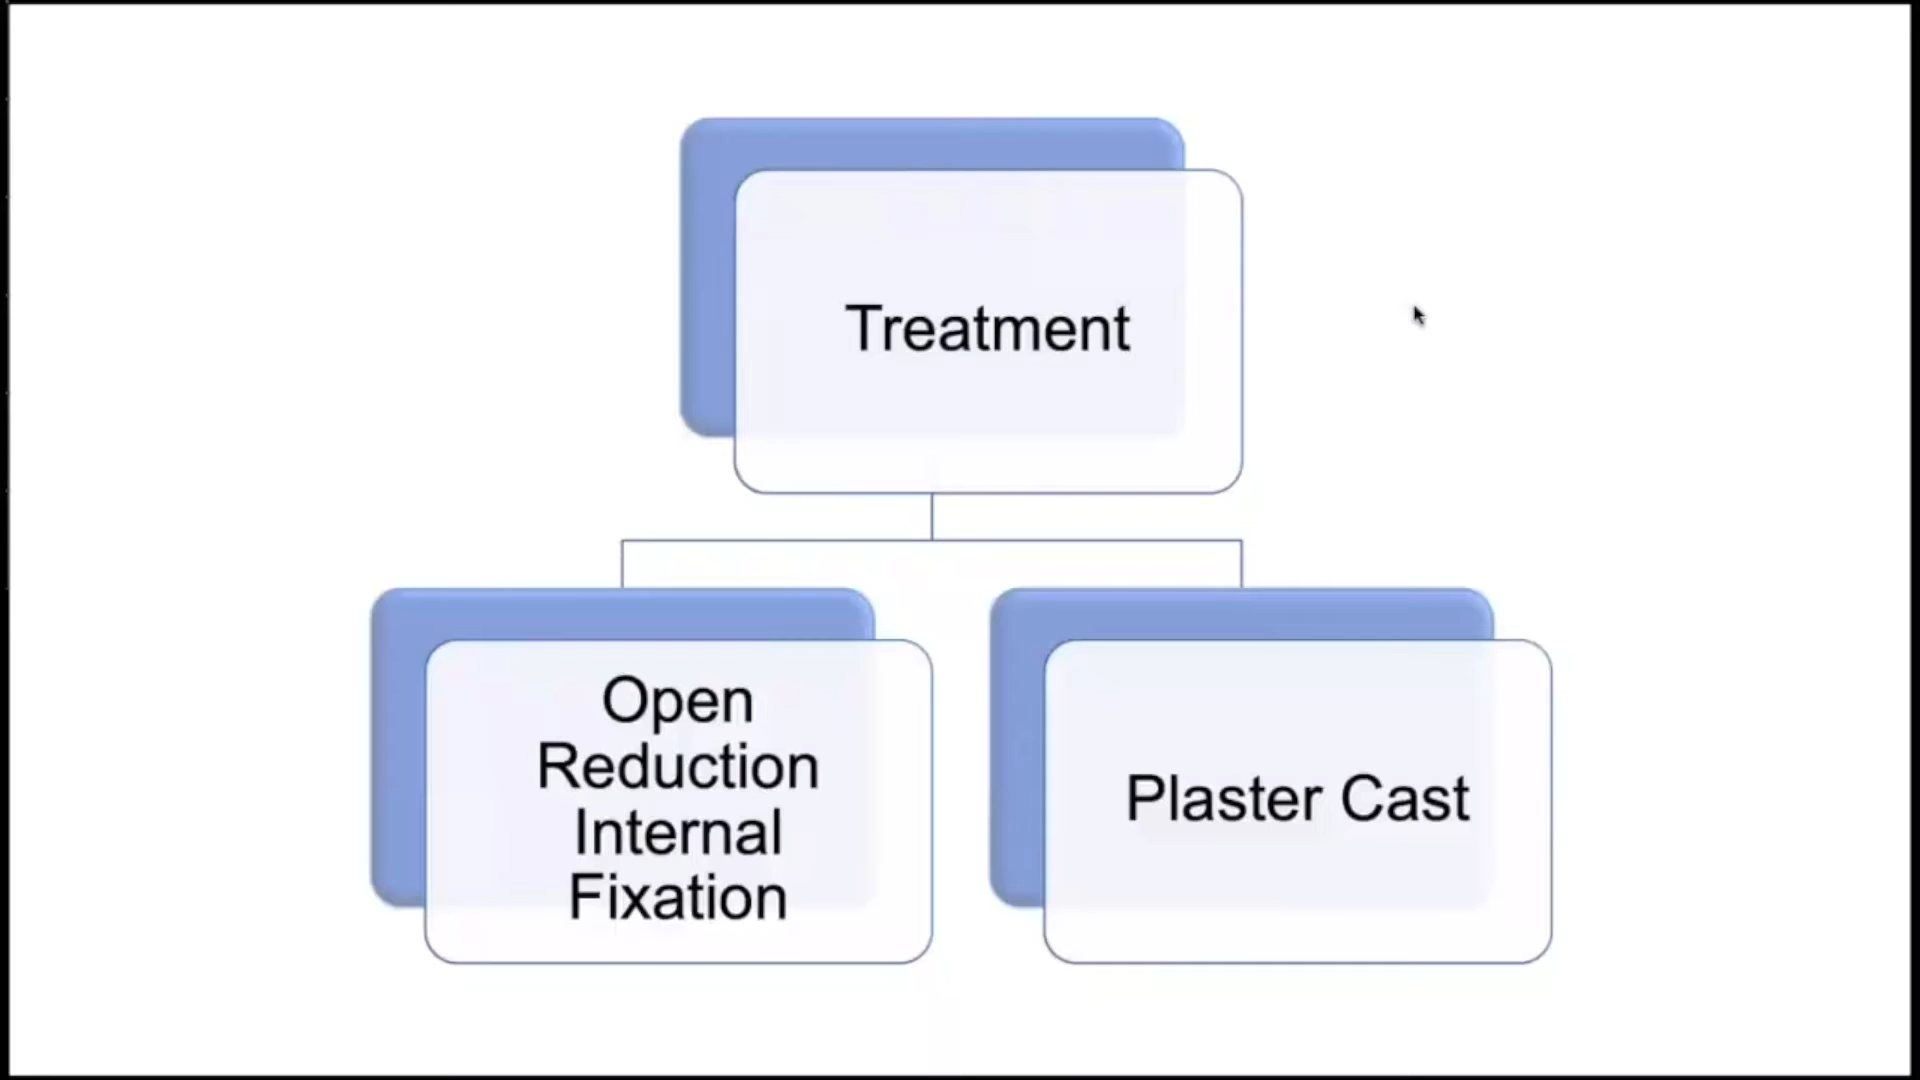 Treatment
Open
Reduction
Internal
Fixation
Plaster Cast